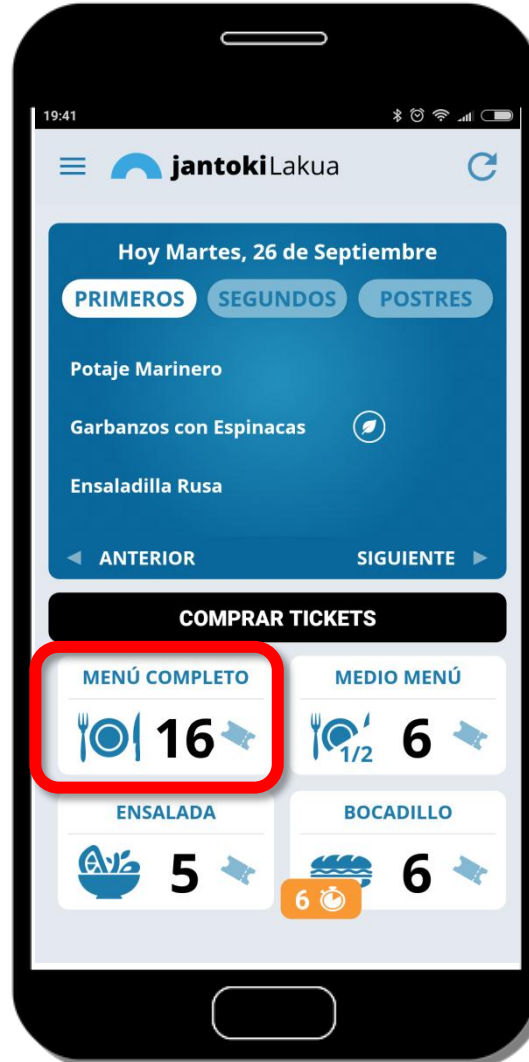 19:41
jantokiLakua
Hoy Martes, 26 de Septiembre
PRIMEROS SEGUNDOS POSTRES
Potaje Marinero
Garbanzos con Espinacas
Ensaladilla Rusa
ANTERIOR SIGUIENTE
COMPRAR TICKETS
MENÚ COMPLETO MEDIO MENÚ
16 1/2 6
ENSALADA BOCADILLO
5 6
6